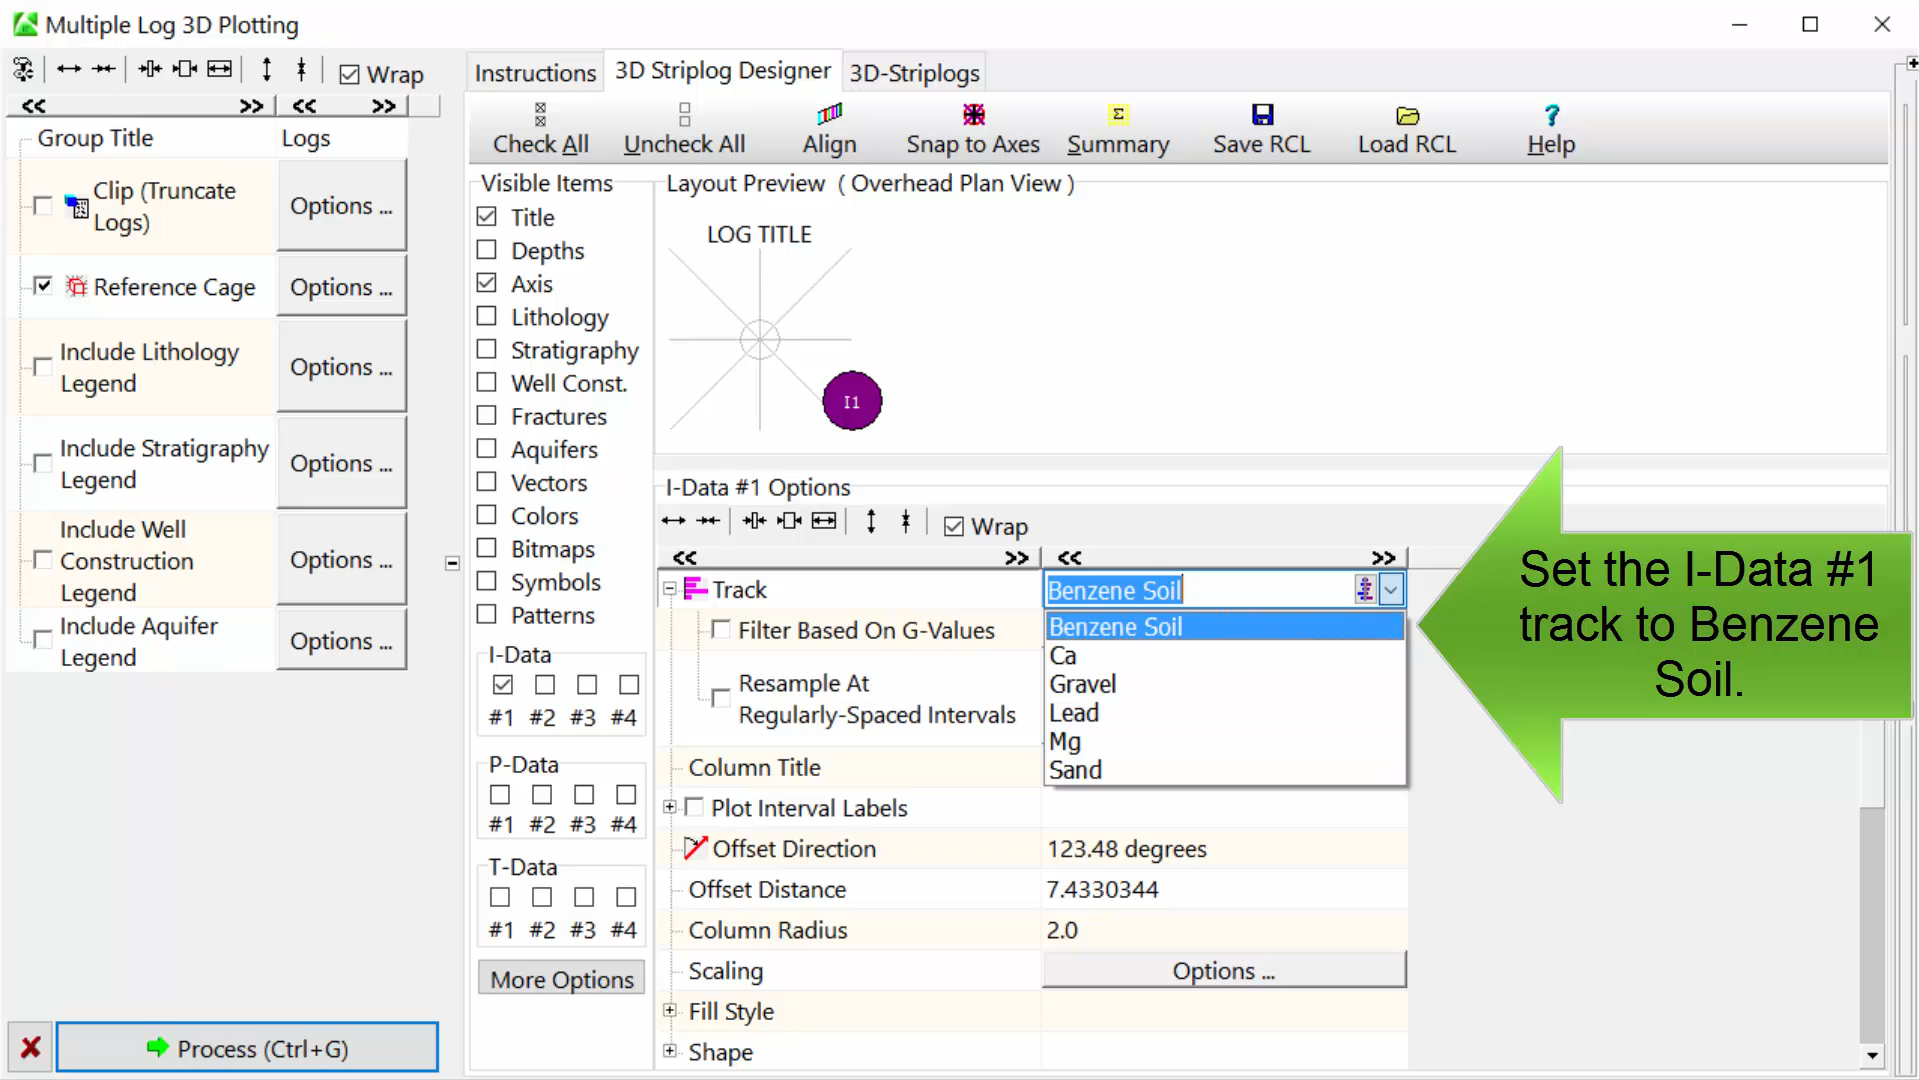 Multiple Log 3D Plotting
Wrap
<< >> << >>
Group Title Logs
Clip (Truncate
Logs)
Options ...
Reference Cage Options ...
Include Lithology
Legend
Options ...
Include Stratigraphy
Legend
Options ...
Include Well
Construction
Legend
Options ...
Include Aquifer
Legend
Options ...
Process (Ctrl+G)
Instructions 3D Striplog Designer 3D-Striplogs
Check All Uncheck All Align Snap to Axes Summary Save RCL Load RCL Help
Visible Items
Title
Depths
Axis
Lithology
Stratigraphy
Well Const.
Fractures
Aquifers
Vectors
Colors
Bitmaps
Symbols
Patterns
I-Data
#1 #2 #3 #4
P-Data
#1 #2 #3 #4
T-Data
#1 #2 #3 #4
More Options
Layout Preview ( Overhead Plan View )
LOG TITLE
I1
I-Data #1 Options
Wrap
<< >> << >>
Track Benzene Soil
Filter Based On G-Values
Resample At
Regularly-Spaced Intervals
Benzene Soil
Ca
Gravel
Lead
Mg
Sand
Column Title
Plot Interval Labels
Offset Direction 123.48 degrees
Offset Distance 7.4330344
Column Radius 2.0
Scaling Options ...
Fill Style
Shape
Set the I-Data #1
track to Benzene
Soil.